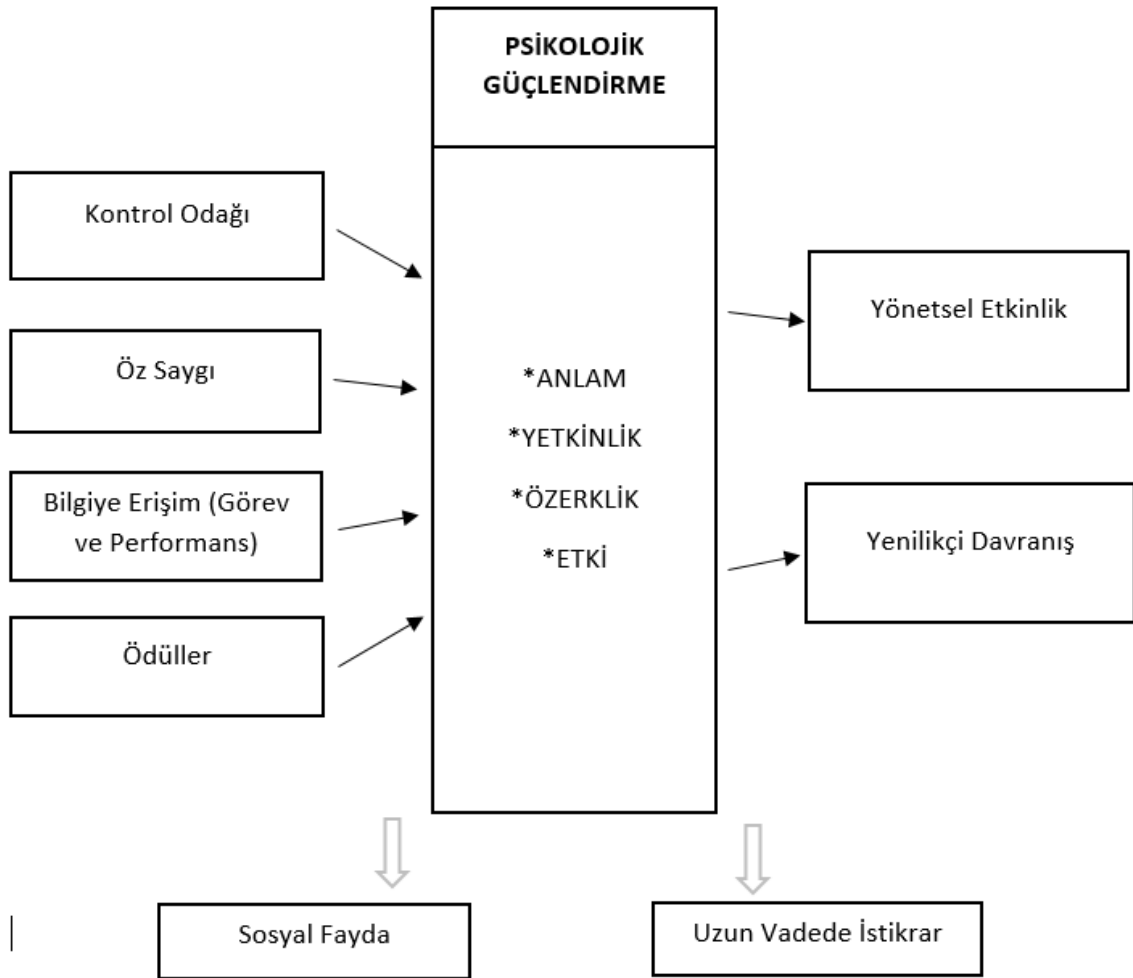 PSİKOLOJİK
GÜÇLENDİRME
Kontrol Odağı
Öz Saygı
Bilgiye Erişim (Görev
ve Performans)
Ödüller
*ANLAM
*YETKİNLİK
*ÖZERKLİK
*ETKİ
Yönetsel Etkinlik
Yenilikçi Davranış
Sosyal Fayda
Uzun Vadede İstikrar